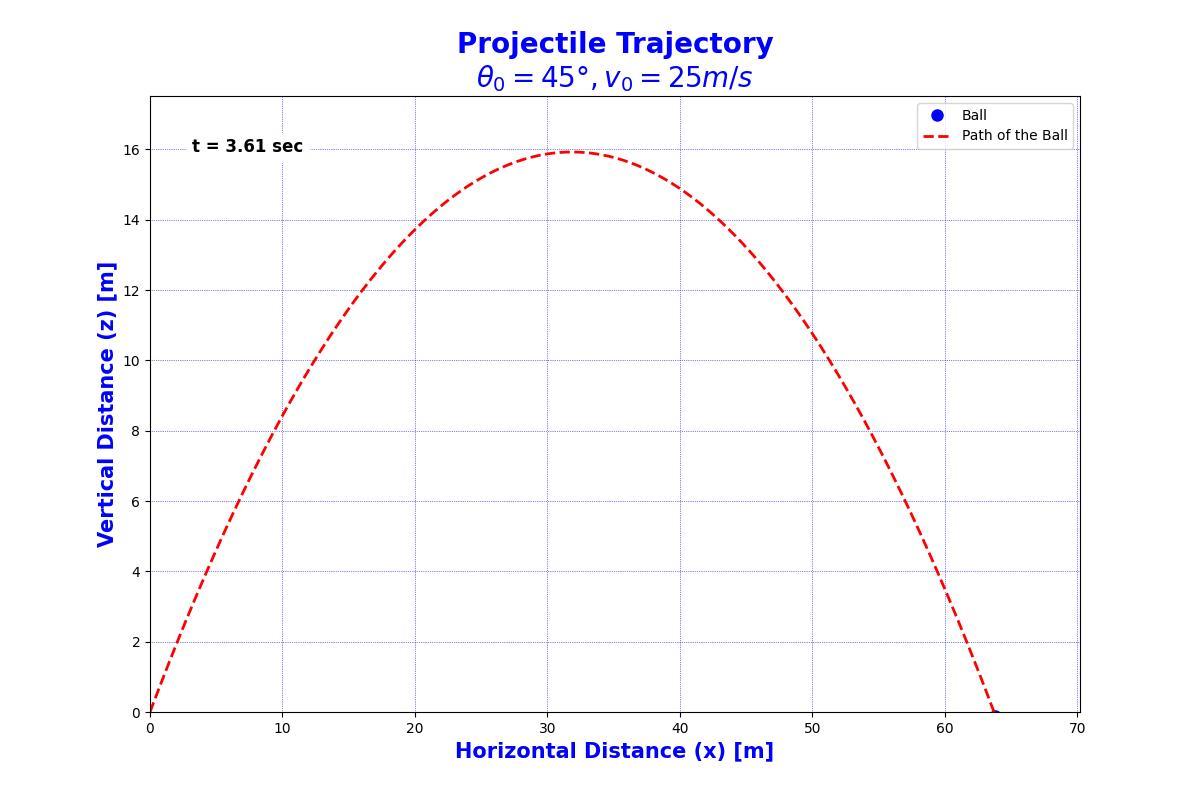 Projectile Trajectory
θ₀ = 45°, v₀ = 25m/s
t = 3.61 sec
Ball
Path of the Ball
Vertical Distance (z) [m]
16
14
12
10
8
6
4
2
0
0 10 20 30 40 50 60 70
Horizontal Distance (x) [m]